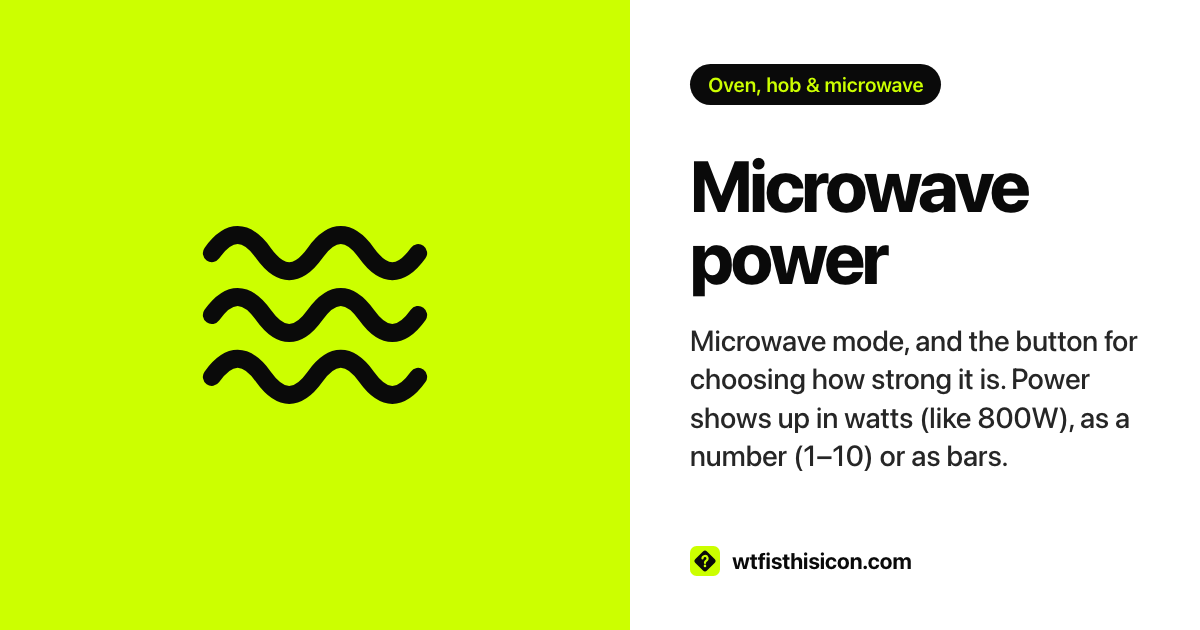 Oven, hob & microwave
Microwave
power
Microwave mode, and the button for
choosing how strong it is. Power
shows up in watts (like 800W), as a
number (1–10) or as bars.
?
wtfisthisicon.com